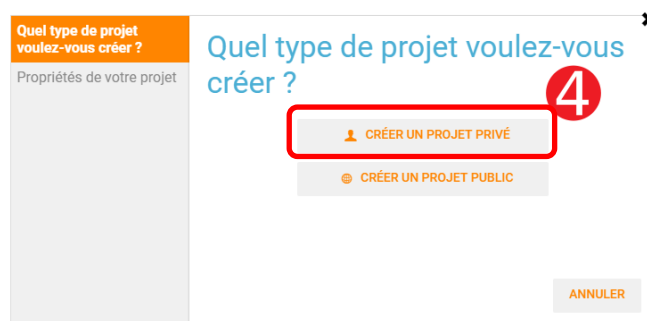 Quel type de projet
voulez-vous créer ?
Propriétés de votre projet
Quel type de projet voulez-vous
créer ?
4
CRÉER UN PROJET PRIVÉ
CRÉER UN PROJET PUBLIC
ANNULER